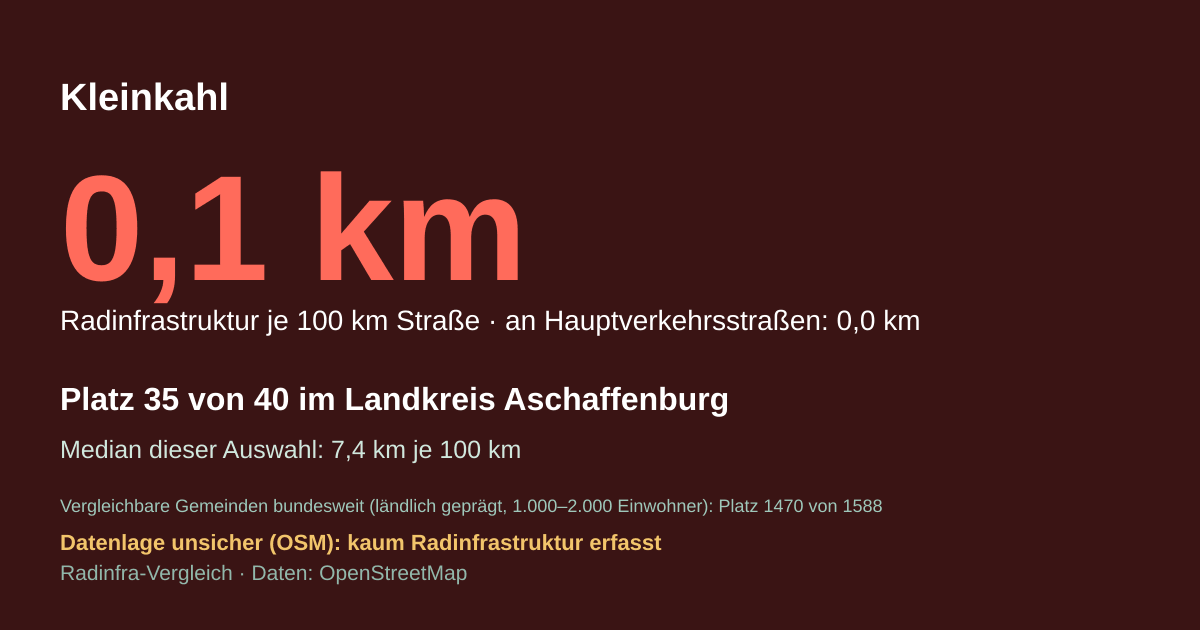 Kleinkahl
0,1 km
Radinfrastruktur je 100 km Straße · an Hauptverkehrsstraßen: 0,0 km
Platz 35 von 40 im Landkreis Aschaffenburg
Median dieser Auswahl: 7,4 km je 100 km
Vergleichbare Gemeinden bundesweit (ländlich geprägt, 1.000–2.000 Einwohner): Platz 1470 von 1588
Datenlage unsicher (OSM): kaum Radinfrastruktur erfasst
Radinfra-Vergleich · Daten: OpenStreetMap